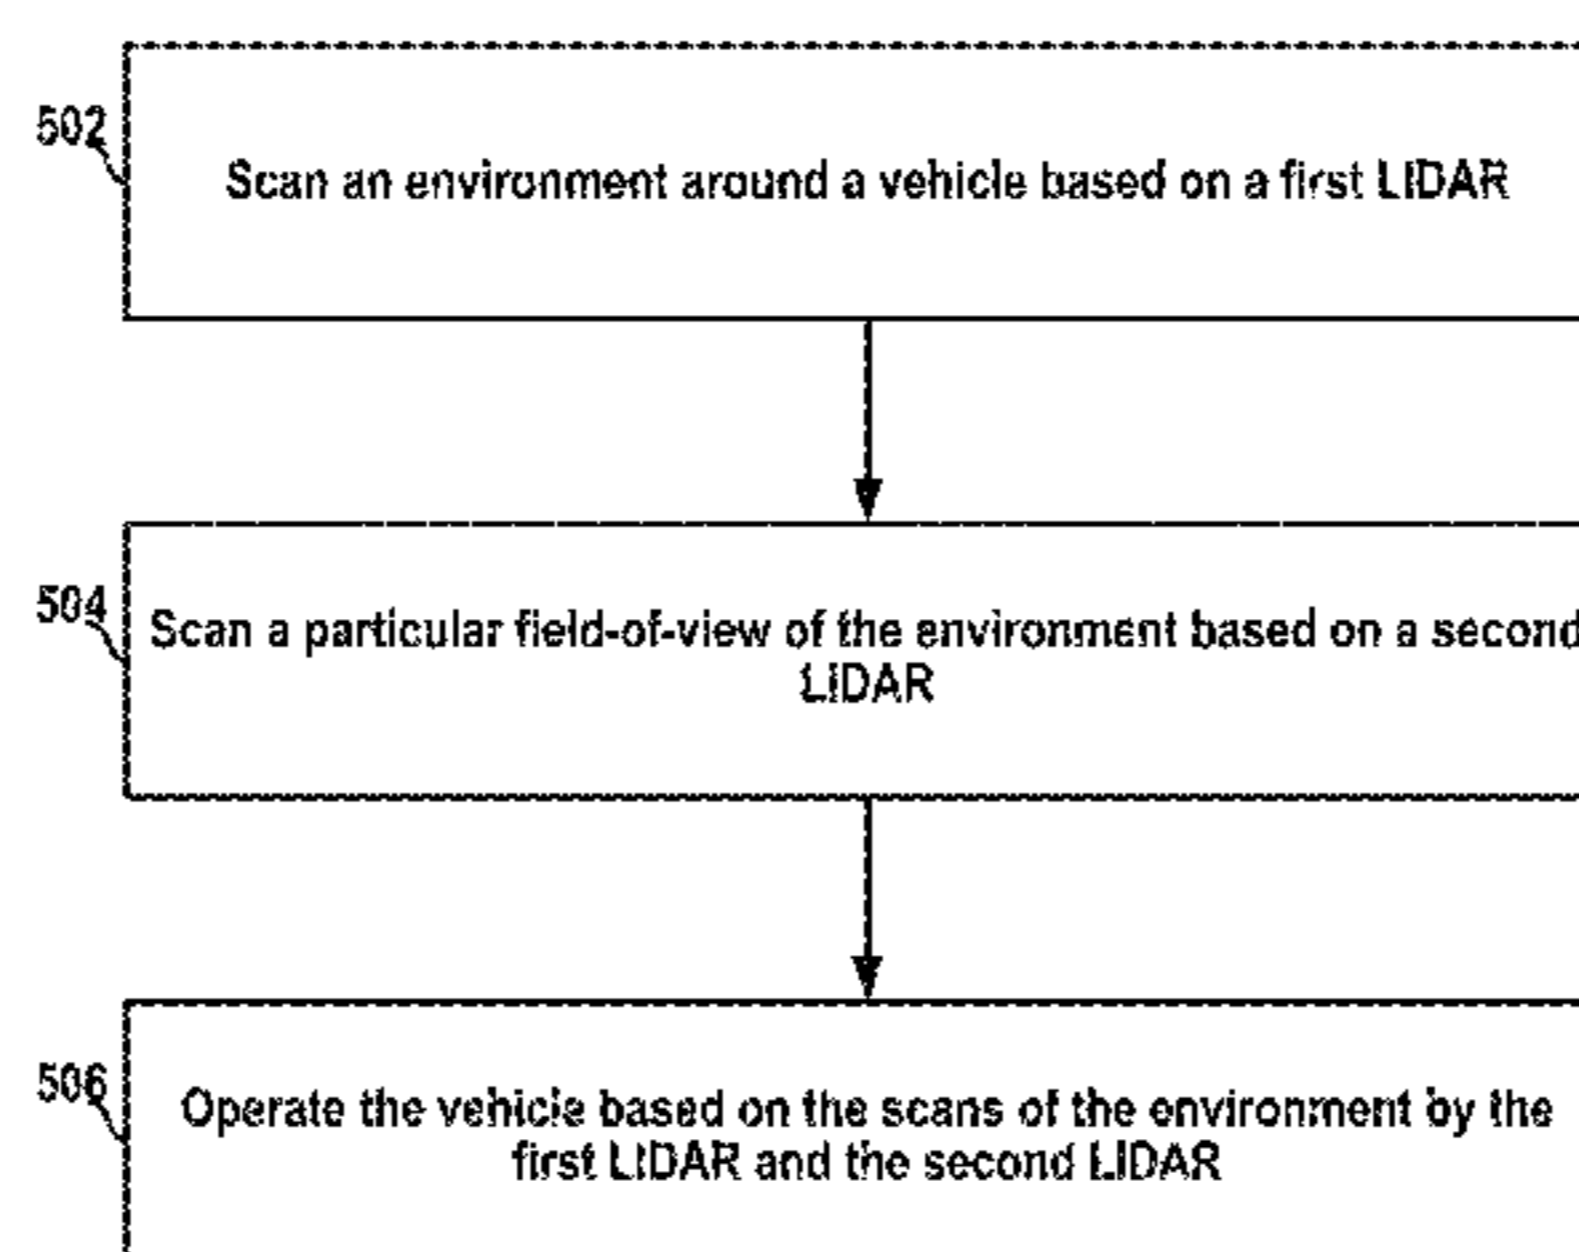 502
Scan an environment around a vehicle based on a first LIDAR
504
Scan a particular field-of-view of the environment based on a second
LIDAR
506
Operate the vehicle based on the scans of the environment by the
first LIDAR and the second LIDAR